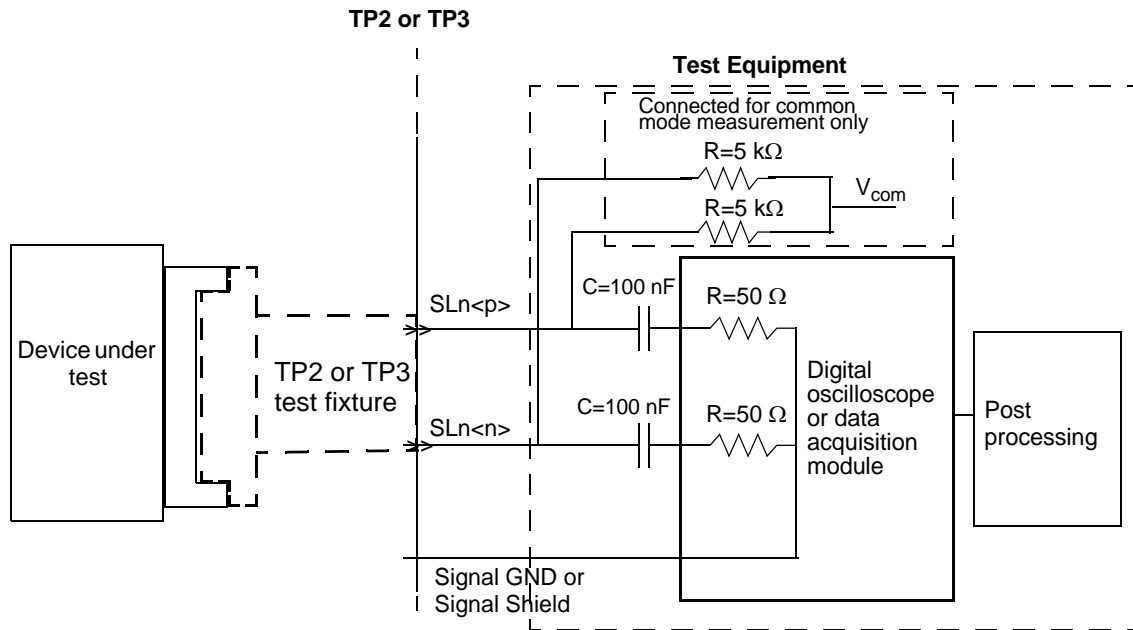 TP2 or TP3
Test Equipment
Connected for common
mode measurement only
R=5 kΩ
V_com
R=5 kΩ
C=100 nF
R=50 Ω
SLn<p>
Device under
test
TP2 or TP3
test fixture
C=100 nF
R=50 Ω
SLn<n>
Digital
oscilloscope
or data
acquisition
module
Post
processing
Signal GND or
Signal Shield